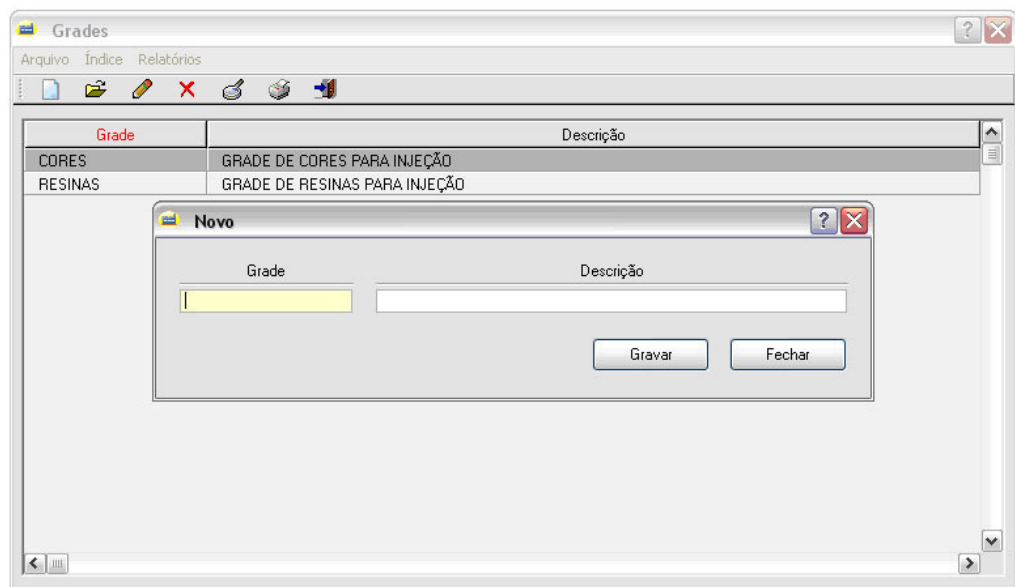 Grades
Arquivo Índice Relatórios
Grade Descrição
CORES GRADE DE CORES PARA INJEÇÃO
RESINAS GRADE DE RESINAS PARA INJEÇÃO
Novo
Grade Descrição
Gravar Fechar